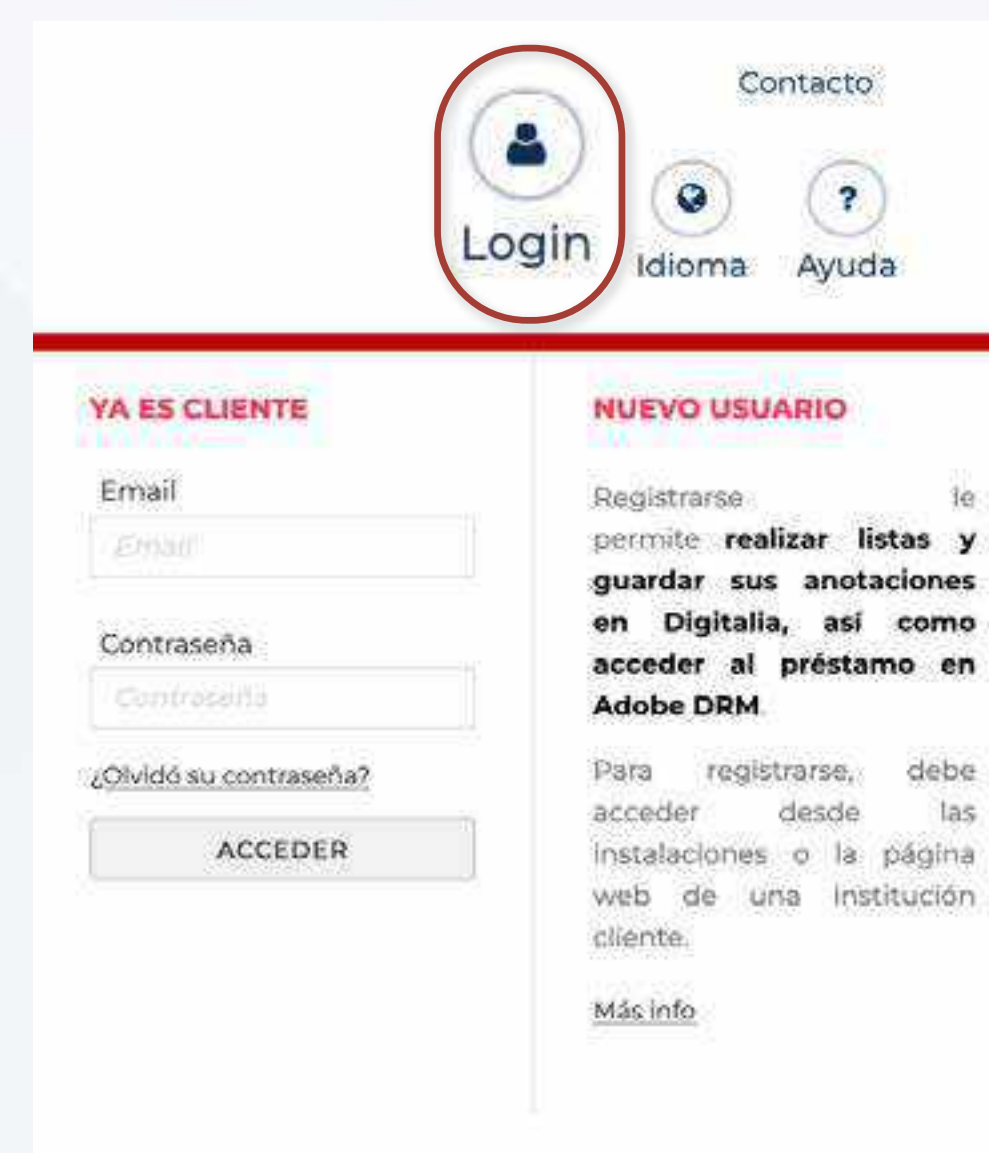 Contacto
Login
Idioma
Ayuda
?
YA ES CLIENTE
Email
Email
Contraseña
Contraseña
¿Olvidó su contraseña?
ACCEDER
NUEVO USUARIO
Registrarse le
permite realizar listas y
guardar sus anotaciones
en Digitalia, así como
acceder al préstamo en
Adobe DRM.
Para registrarse, debe
acceder desde las
instalaciones o la página
web de una institución
cliente.
Más info